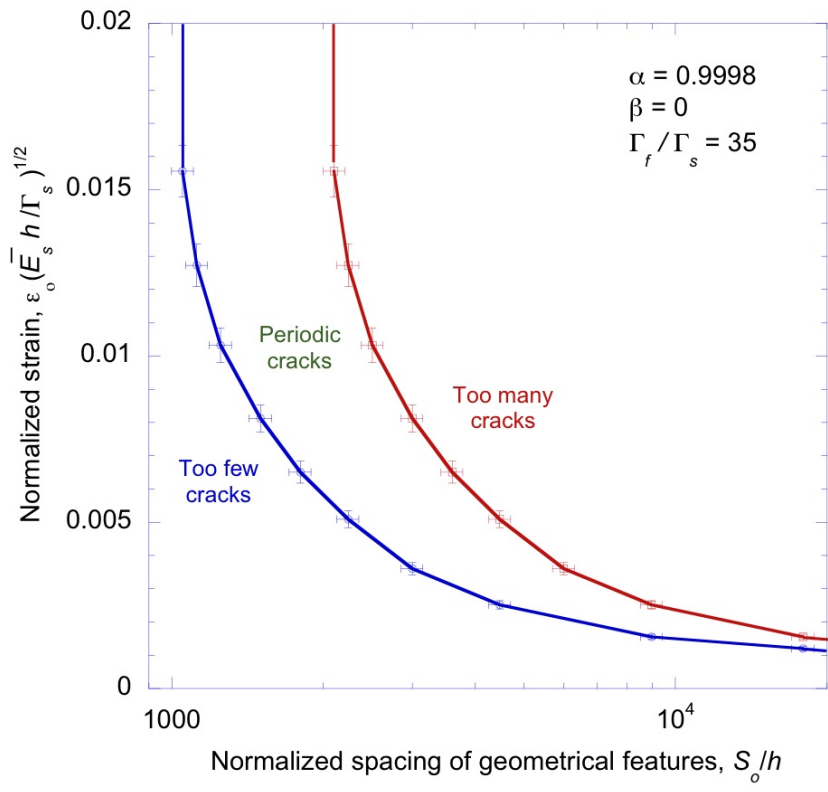 0.02
α = 0.9998
β = 0
Γf / Γs = 35
0.015
Normalized strain, εo(Ēs h /Γs)1/2
Periodic
cracks
0.01
Too many
cracks
Too few
cracks
0.005
0
1000
10⁴
Normalized spacing of geometrical features, So/h